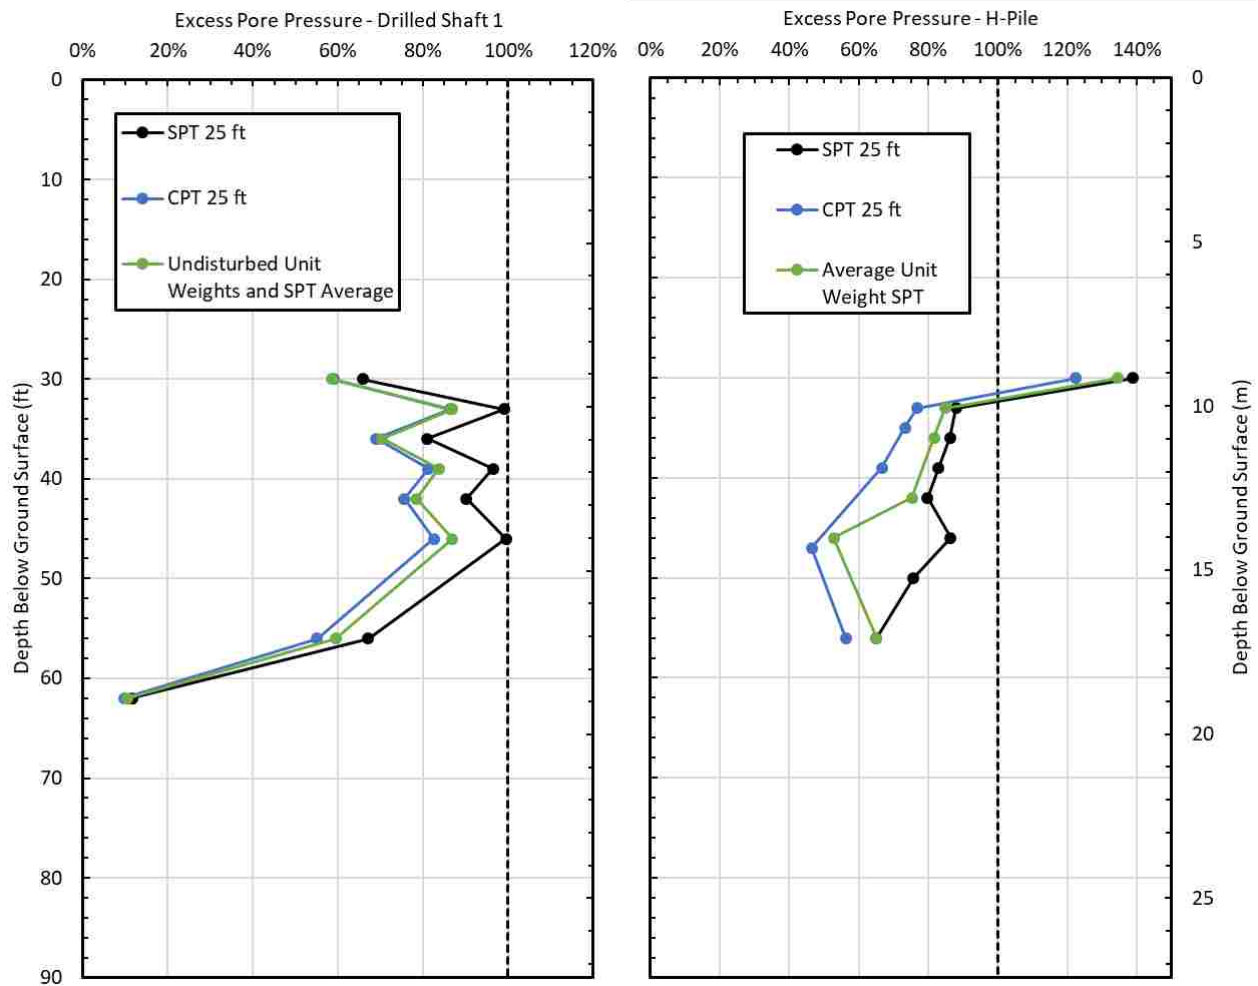 Excess Pore Pressure - Drilled Shaft 1
0% 20% 40% 60% 80% 100% 120%
0
10
20
30
40
50
60
70
80
90
Depth Below Ground Surface (ft)
SPT 25 ft
CPT 25 ft
Undisturbed Unit
Weights and SPT Average
Excess Pore Pressure - H-Pile
0% 20% 40% 60% 80% 100% 120% 140%
SPT 25 ft
CPT 25 ft
Average Unit
Weight SPT
0
5
10
15
20
25
Depth Below Ground Surface (m)